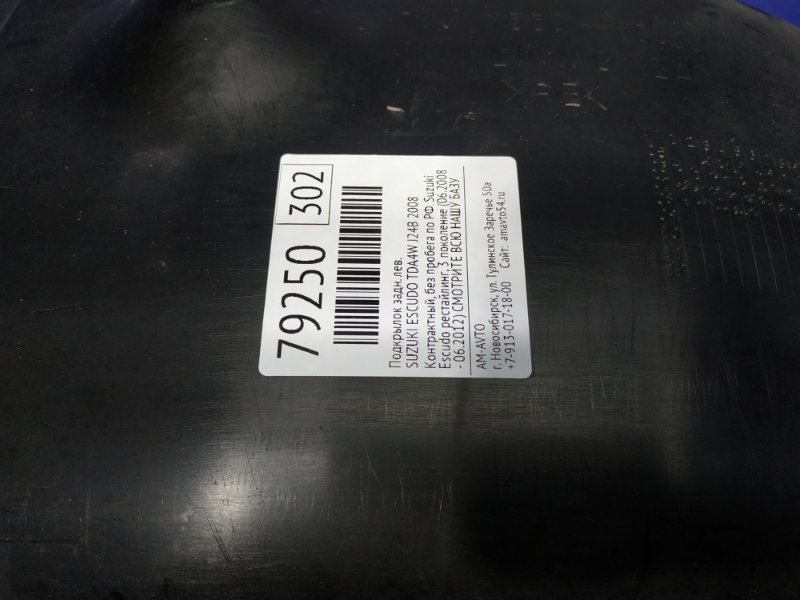 79250 302
Подкрылок задн.лев.
SUZUKI ESCUDO TDA4W J24B 2008
Контрактный, без пробега по РФ. Suzuki
Escudo рестайлинг, 3 поколение (06.2008
- 06.2012) СМОТРИТЕ ВСЮ НАШУ БАЗУ
AM-AVTO
г. Новосибирск, ул. Тулинское Заречье 50а
+7-913-017-18-00 Сайт: amavto54.ru